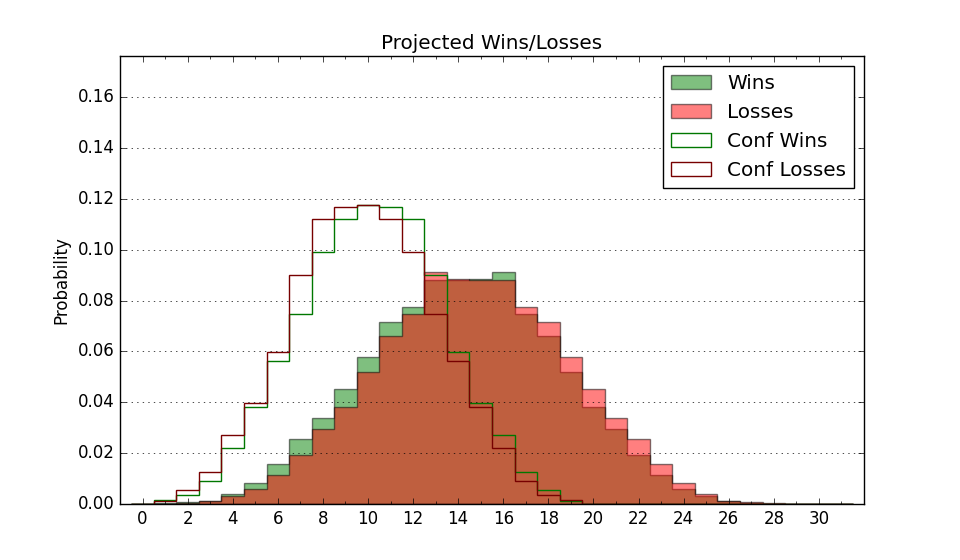 Projected Wins/Losses
Probability
0.16
0.14
0.12
0.10
0.08
0.06
0.04
0.02
0.00
0 2 4 6 8 10 12 14 16 18 20 22 24 26 28 30
Wins
Losses
Conf Wins
Conf Losses